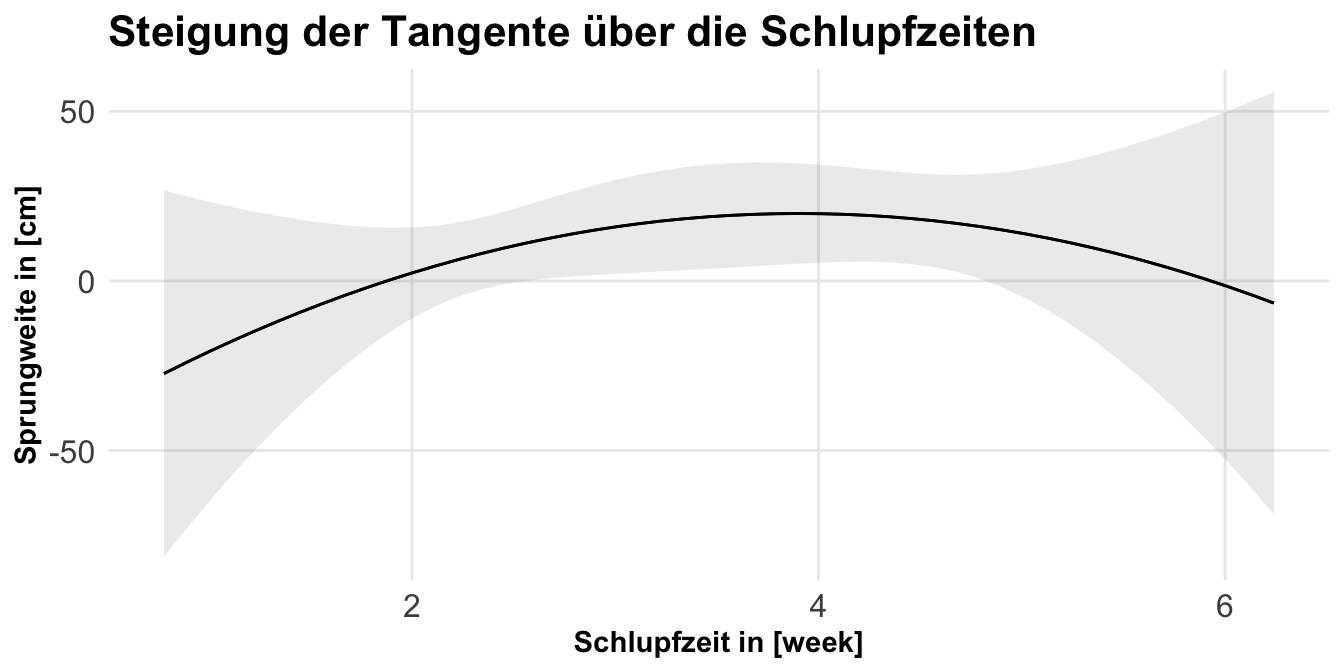 Steigung der Tangente über die Schlupfzeiten
Sprungweite in [cm]
50
0
-50
2
4
6
Schlupfzeit in [week]